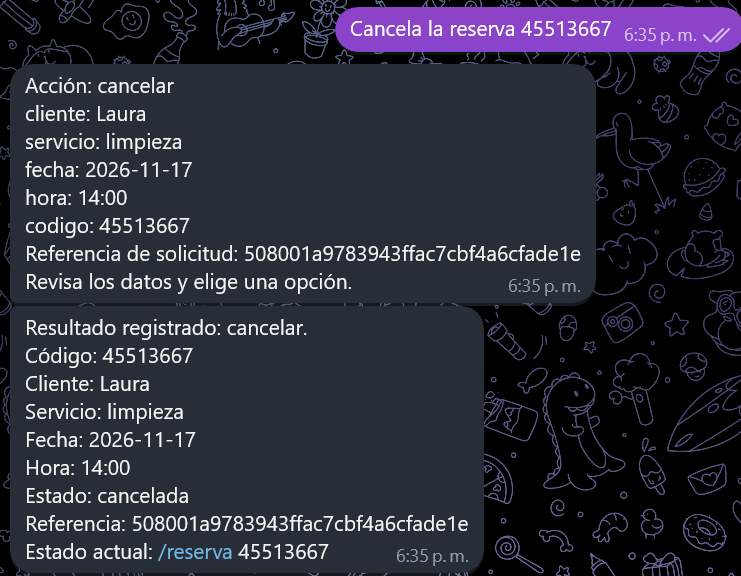 Cancela la reserva 45513667 6:35 p. m.
Acción: cancelar
cliente: Laura
servicio: limpieza
fecha: 2026-11-17
hora: 14:00
codigo: 45513667
Referencia de solicitud: 508001a9783943ffac7cbf4a6cfade1e
Revisa los datos y elige una opción. 6:35 p. m.
Resultado registrado: cancelar.
Código: 45513667
Cliente: Laura
Servicio: limpieza
Fecha: 2026-11-17
Hora: 14:00
Estado: cancelada
Referencia: 508001a9783943ffac7cbf4a6cfade1e
Estado actual: /reserva 45513667 6:35 p. m.